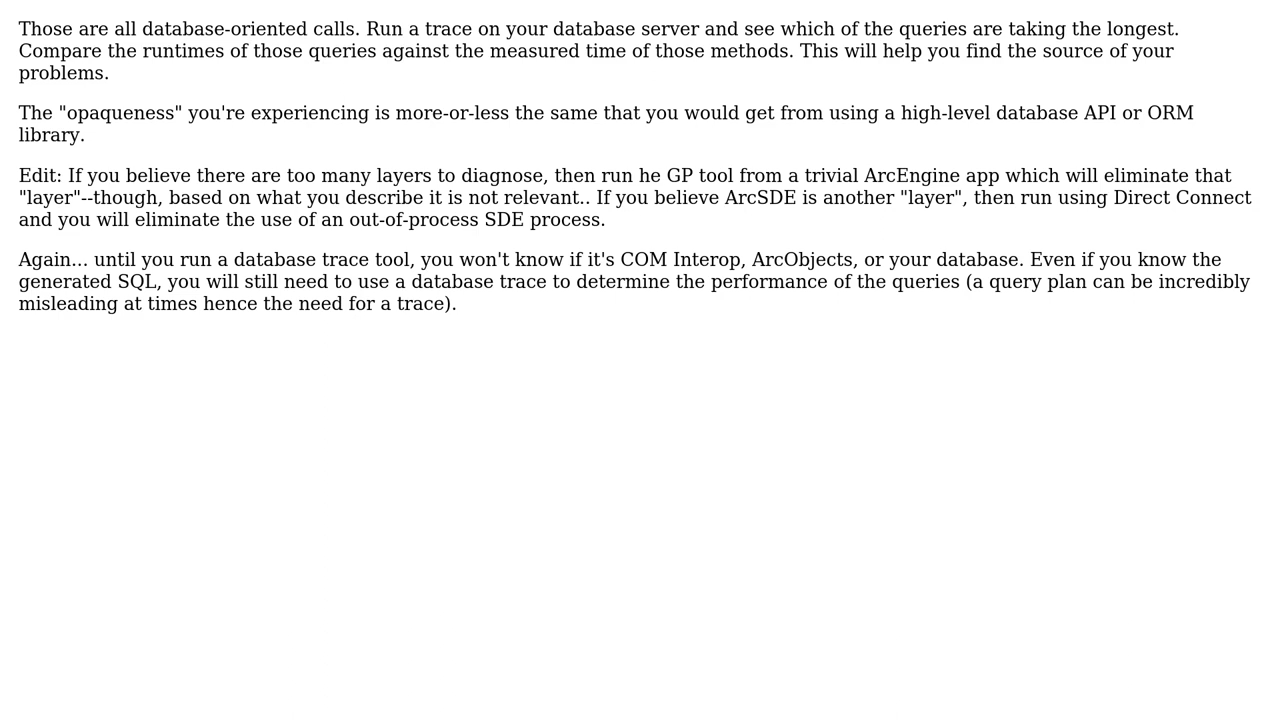 Those are all database-oriented calls. Run a trace on your database server and see which of the queries are taking the longest.
Compare the runtimes of those queries against the measured time of those methods. This will help you find the source of your
problems.
The "opaqueness" you're experiencing is more-or-less the same that you would get from using a high-level database API or ORM
library.
Edit: If you believe there are too many layers to diagnose, then run he GP tool from a trivial ArcEngine app which will eliminate that
"layer"--though, based on what you describe it is not relevant.. If you believe ArcSDE is another "layer", then run using Direct Connect
and you will eliminate the use of an out-of-process SDE process.
Again... until you run a database trace tool, you won't know if it's COM Interop, ArcObjects, or your database. Even if you know the
generated SQL, you will still need to use a database trace to determine the performance of the queries (a query plan can be incredibly
misleading at times hence the need for a trace).